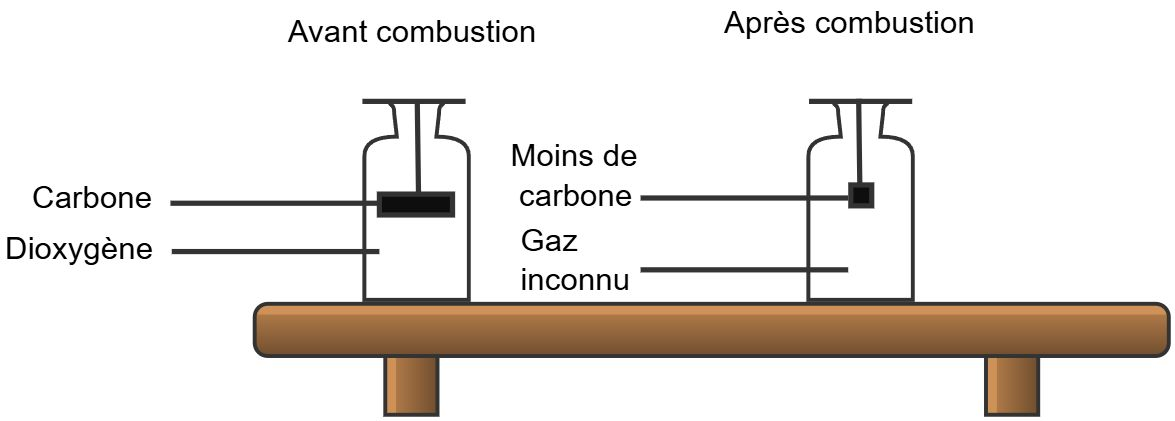 Avant combustion
Après combustion
Carbone
Dioxygène
Moins de
carbone
Gaz
inconnu